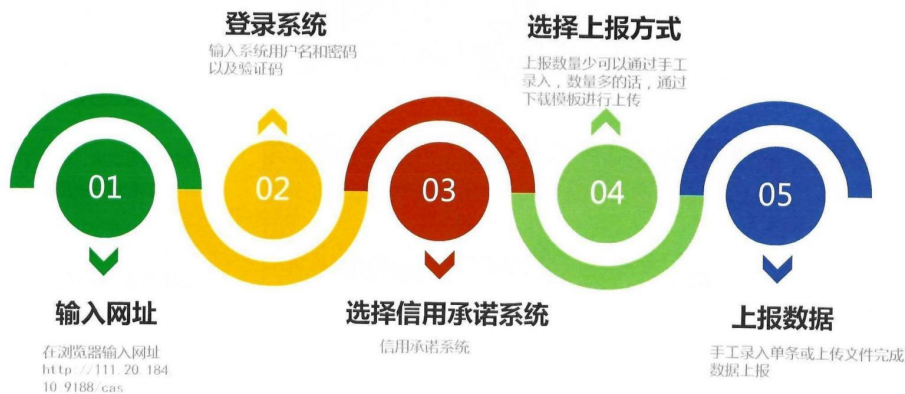 登录系统
输入系统用户名和密码
以及验证码
选择上报方式
上报数量少可以通过手工
录入，数量多的话，通过
下载模板进行上传
01
02
03
04
05
输入网址
在浏览器输入网址
http://111.20.184
10 9188/cas
选择信用承诺系统
信用承诺系统
上报数据
手工录入单条或上传文件完成
数据上报